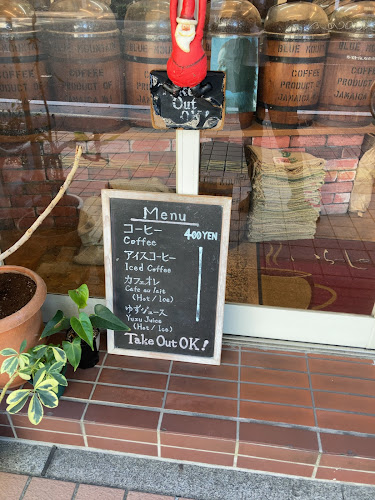 BLUE MOUNTAIN
COFFEE
PRODUCT OF
JAMAICA
Take
Out
OK!
Menu
コーヒー 400YEN
Coffee
アイスコーヒー
Iced Coffee
カフェオレ
Cafe au lait
(Hot / Ice)
ゆずジュース
Yuzu Juice
(Hot / Ice)
Take Out OK!